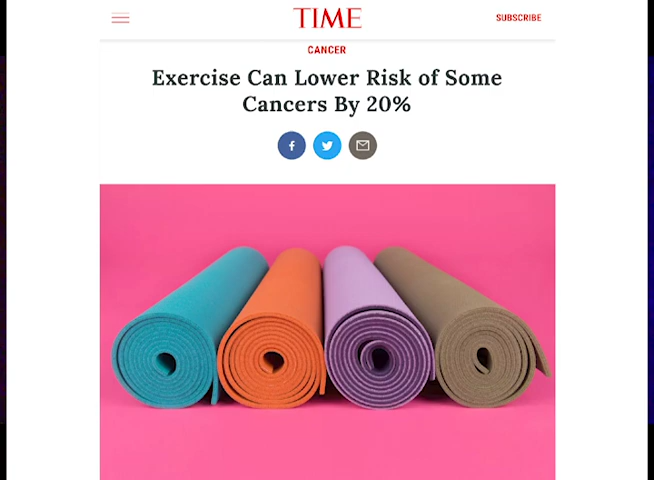 TIME
SUBSCRIBE
CANCER
Exercise Can Lower Risk of Some
Cancers By 20%